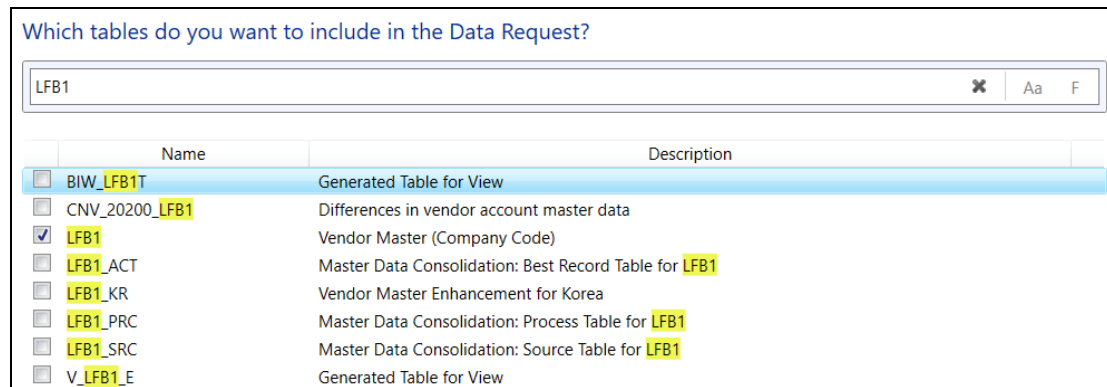 Which tables do you want to include in the Data Request?
LFB1 Aa F
Name Description
BIW_LFB1T Generated Table for View
CNV_20200_LFB1 Differences in vendor account master data
LFB1 Vendor Master (Company Code)
LFB1_ACT Master Data Consolidation: Best Record Table for LFB1
LFB1_KR Vendor Master Enhancement for Korea
LFB1_PRC Master Data Consolidation: Process Table for LFB1
LFB1_SRC Master Data Consolidation: Source Table for LFB1
V_LFB1_E Generated Table for View